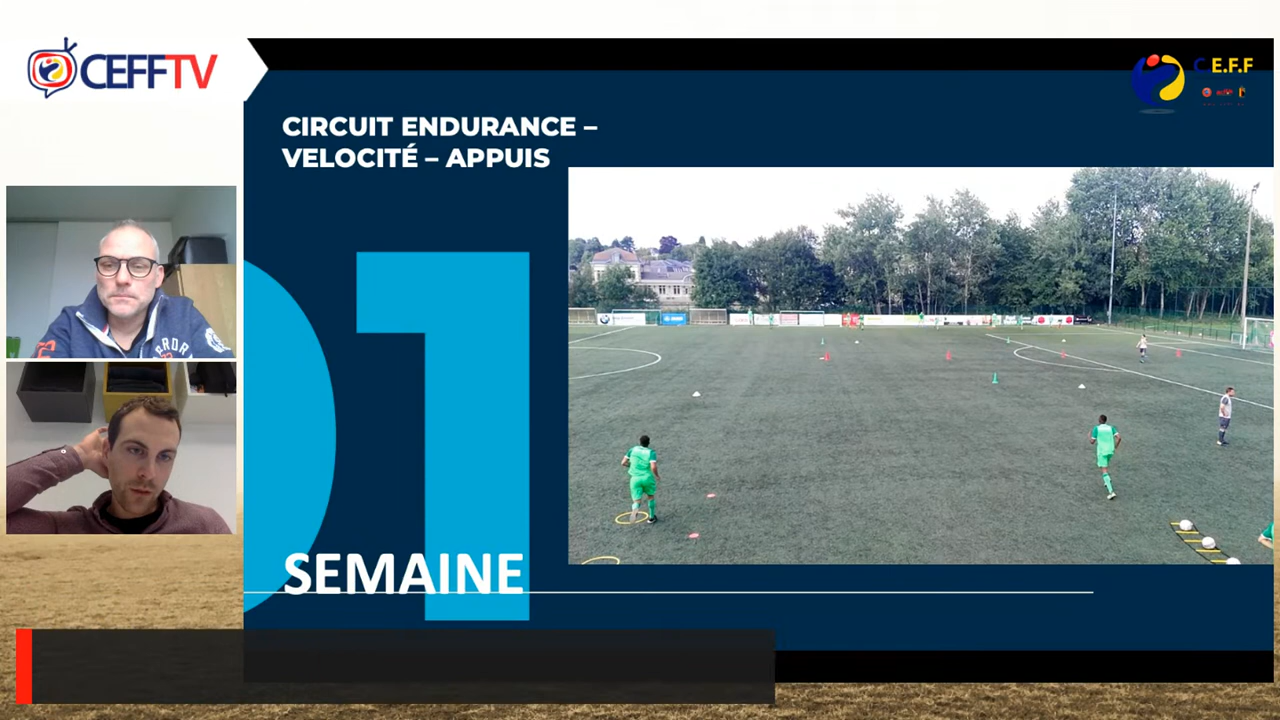 CEFFTV
C E.F.F
CIRCUIT ENDURANCE –
VELOCITÉ – APPUIS
01
SEMAINE